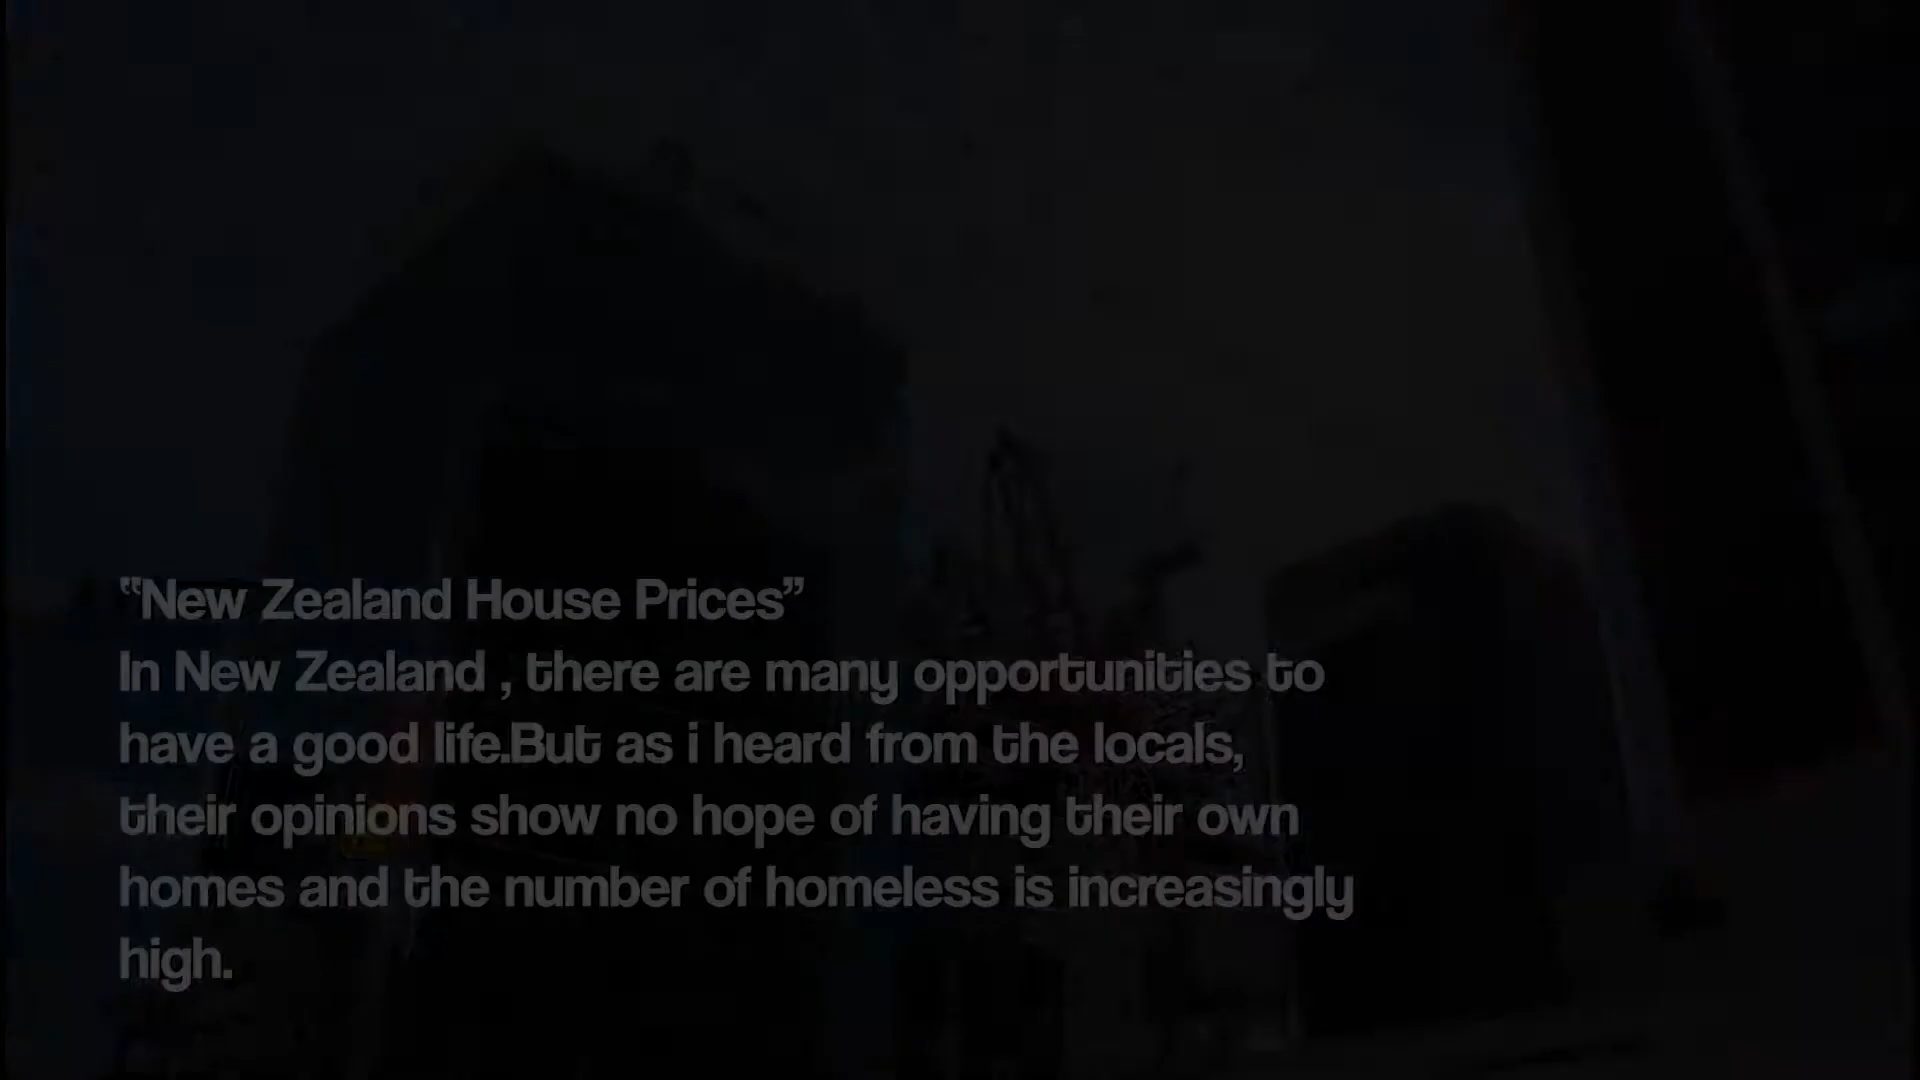 “New Zealand House Prices”
In New Zealand , there are many opportunities to
have a good life.But as i heard from the locals,
their opinions show no hope of having their own
homes and the number of homeless is increasingly
high.